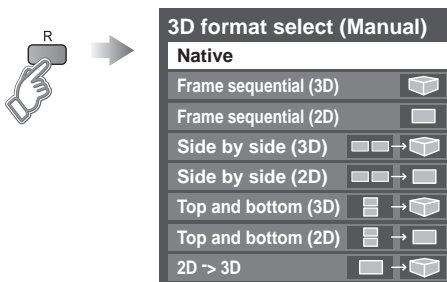 R
3D format select (Manual)
Native
Frame sequential (3D)
Frame sequential (2D)
Side by side (3D)
Side by side (2D)
Top and bottom (3D)
Top and bottom (2D)
2D -> 3D